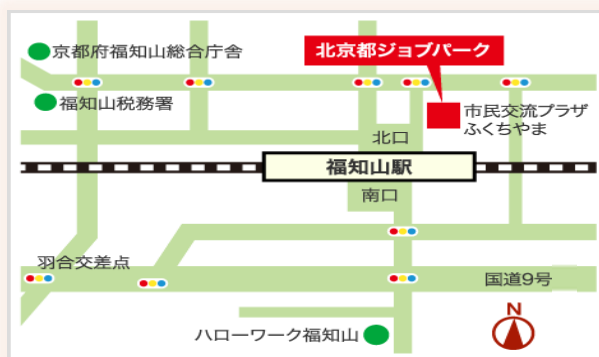 京都府福知山総合庁舎
北京都ジョブパーク
福知山税務署
市民交流プラザ
ふくちやま
北口
福知山駅
南口
羽合交差点
国道9号
ハローワーク福知山
N